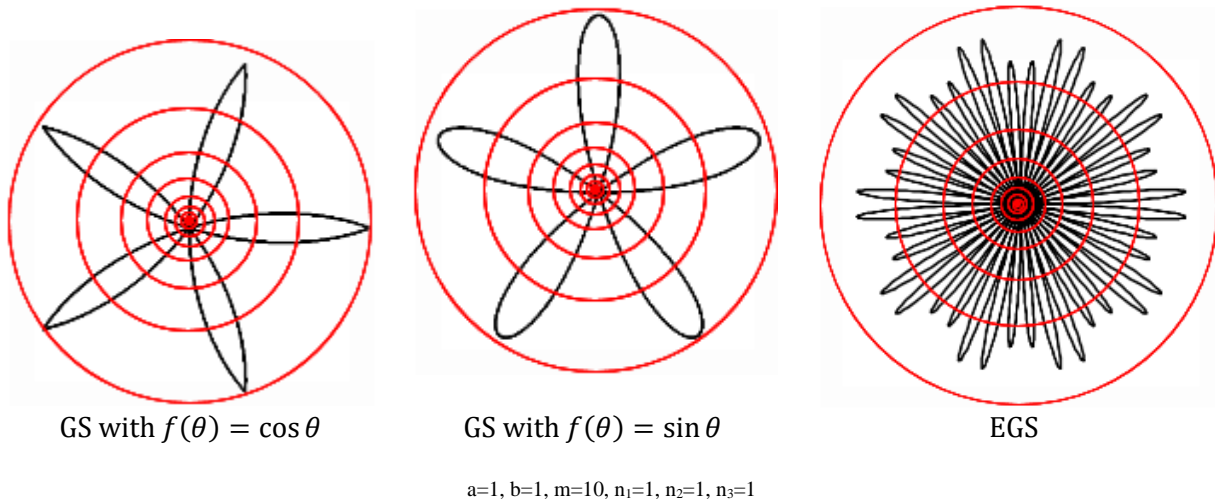 GS with f(θ) = cos θ
GS with f(θ) = sin θ
EGS
a=1, b=1, m=10, n₁=1, n₂=1, n₃=1